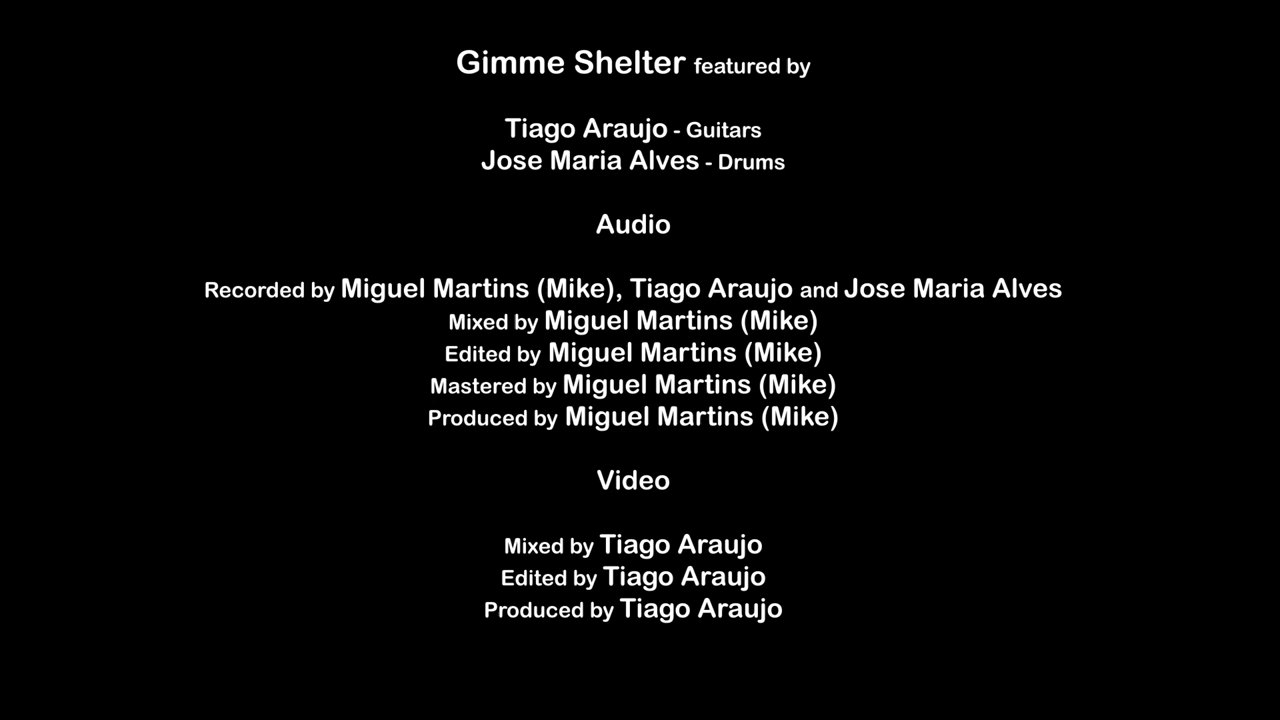 Gimme Shelter featured by
Tiago Araujo - Guitars
Jose Maria Alves - Drums
Audio
Recorded by Miguel Martins (Mike), Tiago Araujo and Jose Maria Alves
Mixed by Miguel Martins (Mike)
Edited by Miguel Martins (Mike)
Mastered by Miguel Martins (Mike)
Produced by Miguel Martins (Mike)
Video
Mixed by Tiago Araujo
Edited by Tiago Araujo
Produced by Tiago Araujo